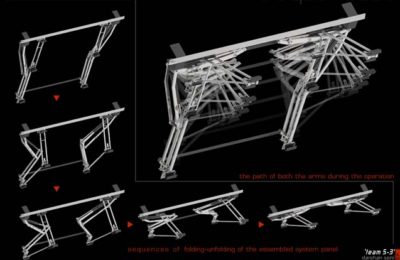 the path of both the arms during the operation
sequences of folding-unfolding of the assembled system panel
'team 5-3'